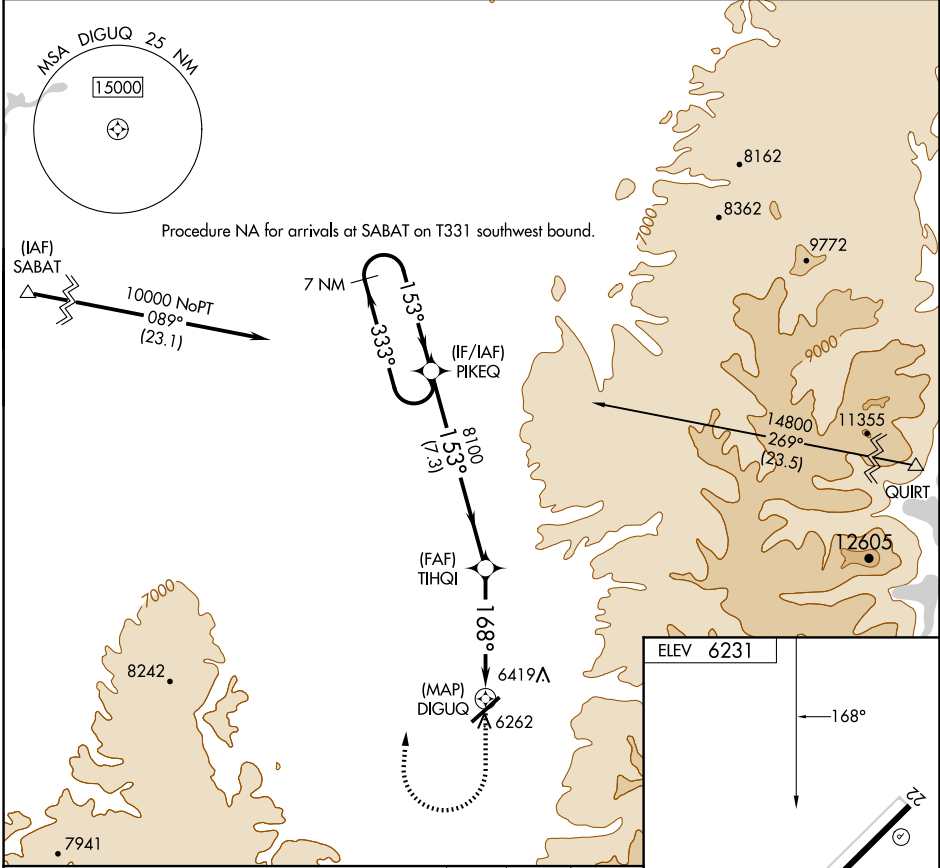 MSA DIGUQ 25 NM
15000
8162
8362
7000
9772
Procedure NA for arrivals at SABAT on T331 southwest bound.
(IAF)
SABAT
10000 NoPT
089°
(23.1)
7 NM
153°
333°
(IF/IAF)
PIKEQ
9000
8100
153°
(7.3)
14800
269°
(23.5)
11355
QUIRT
12605
(FAF)
TIHQI
168°
7000
8242
6419
(MAP)
DIGUQ
6262
7941
ELEV 6231
168°
22
P